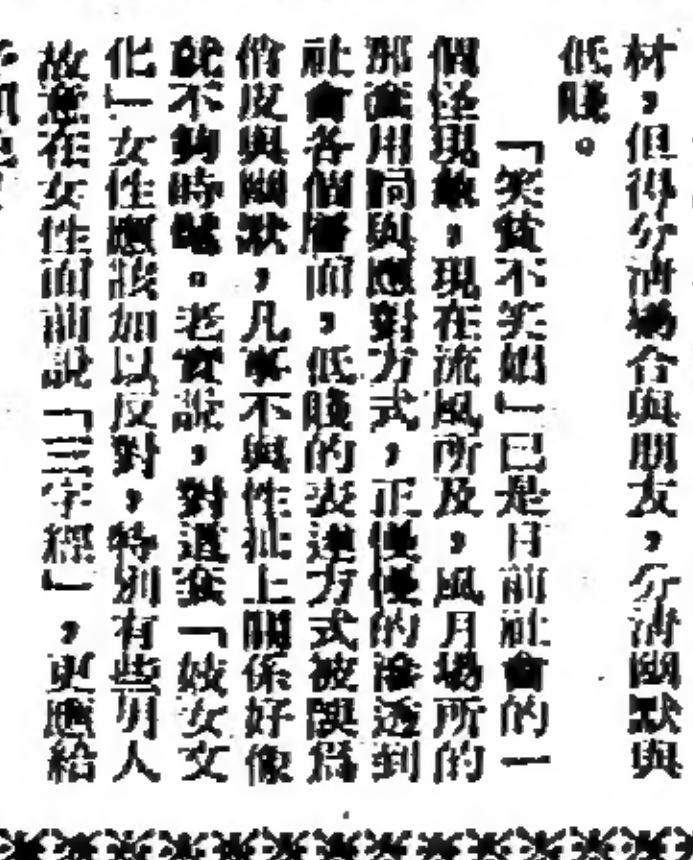 材，但得分清場合與朋友，分清幽默與
低賤。
「笑貧不笑娼」已是目前社會的一
個怪現象，現在流風所及，風月場所的
那套用詞與應對方式，正慢慢的滲透到
社會各個層面，低賤的表達方式被誤爲
俏皮與幽默，凡事不與性扯上關係好像
就不夠時髦。老實說，對這套「妓女文
化」女性應該加以反對，特別有些男人
故意在女性面前說「三字經」，更應給